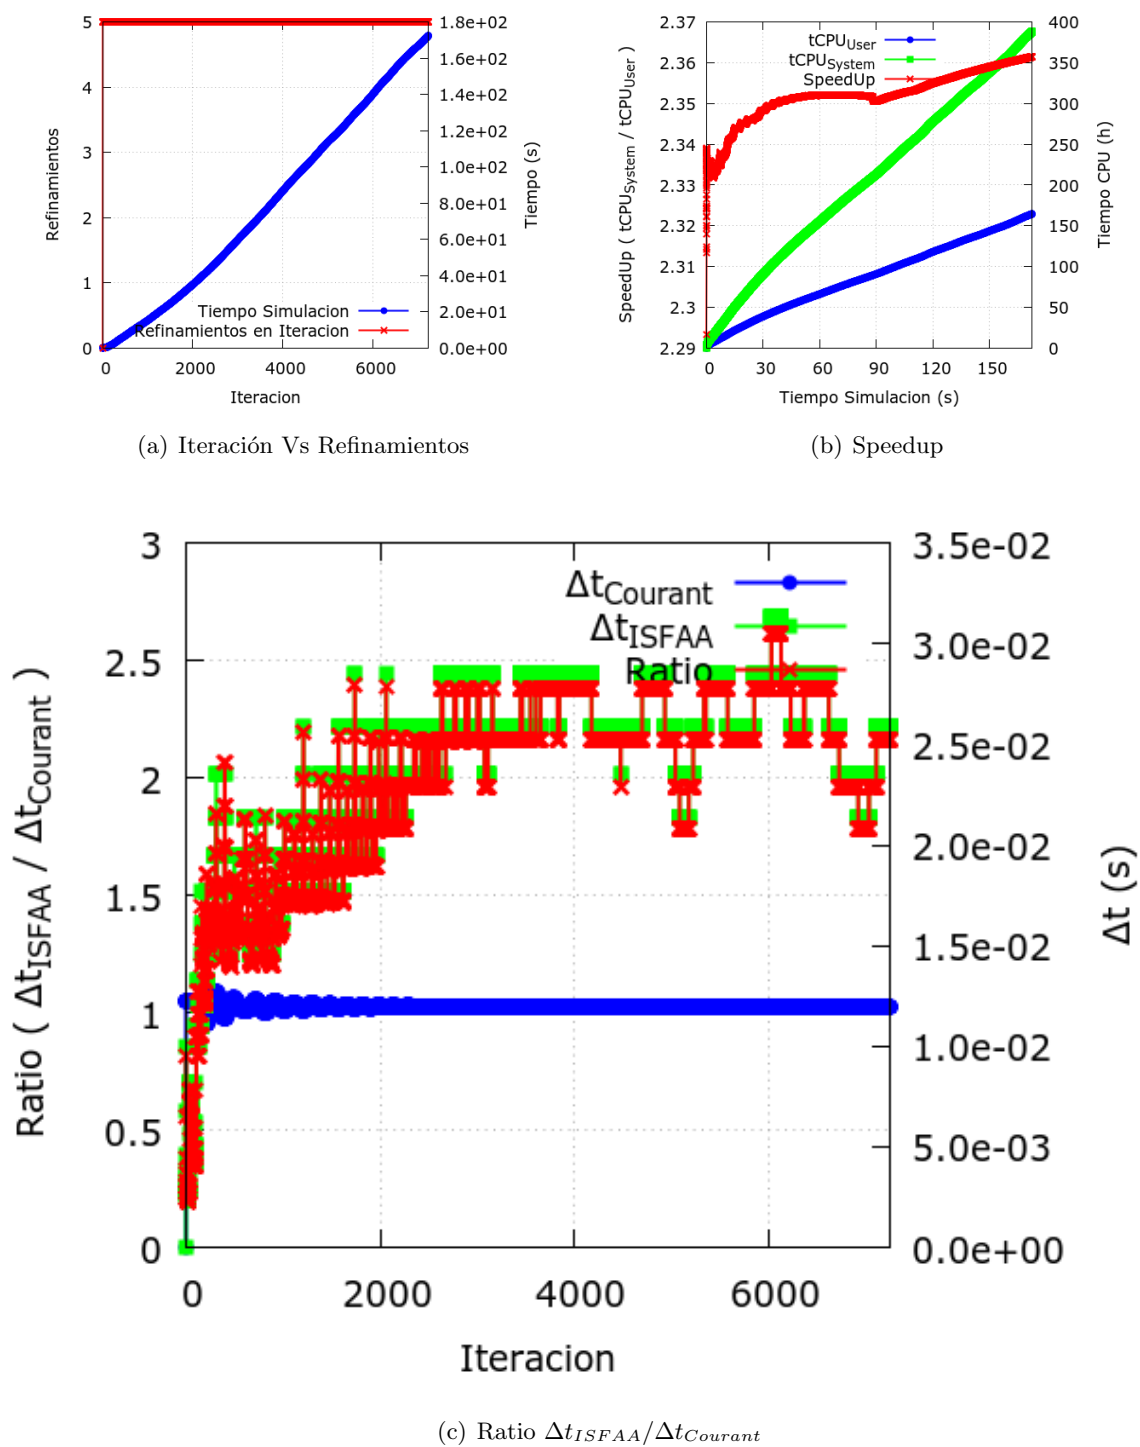 5
4
3
2
1
0
Refinamientos
1.8e+02
1.6e+02
1.4e+02
1.2e+02
1.0e+02
8.0e+01
6.0e+01
4.0e+01
2.0e+01
0.0e+00
Tiempo (s)
Tiempo Simulacion
Refinamientos en Iteracion
0 2000 4000 6000
Iteracion
(a) Iteración Vs Refinamientos
2.37
2.36
2.35
2.34
2.33
2.32
2.31
2.3
2.29
SpeedUp ( tCPUSystem / tCPUUser )
400
350
300
250
200
150
100
50
0
Tiempo CPU (h)
tCPUUser
tCPUSystem
SpeedUp
0 30 60 90 120 150
Tiempo Simulacion (s)
(b) Speedup
3
2.5
2
1.5
1
0.5
0
Ratio ( ΔtISFAA / ΔtCourant )
3.5e-02
3.0e-02
2.5e-02
2.0e-02
1.5e-02
1.0e-02
5.0e-03
0.0e+00
Δt (s)
ΔtCourant
ΔtISFAA
Ratio
0 2000 4000 6000
Iteracion
(c) Ratio ΔtISFAA/ΔtCourant